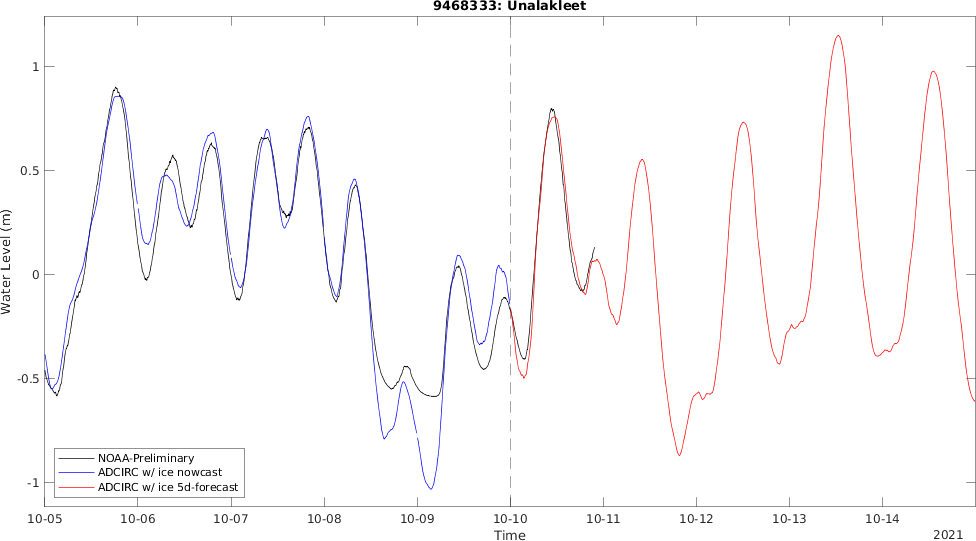 9468333: Unalakleet
Water Level (m)
1
0.5
0
-0.5
-1
NOAA-Preliminary
ADCIRC w/ ice nowcast
ADCIRC w/ ice 5d-forecast
10-05 10-06 10-07 10-08 10-09 10-10 10-11 10-12 10-13 10-14
Time
2021